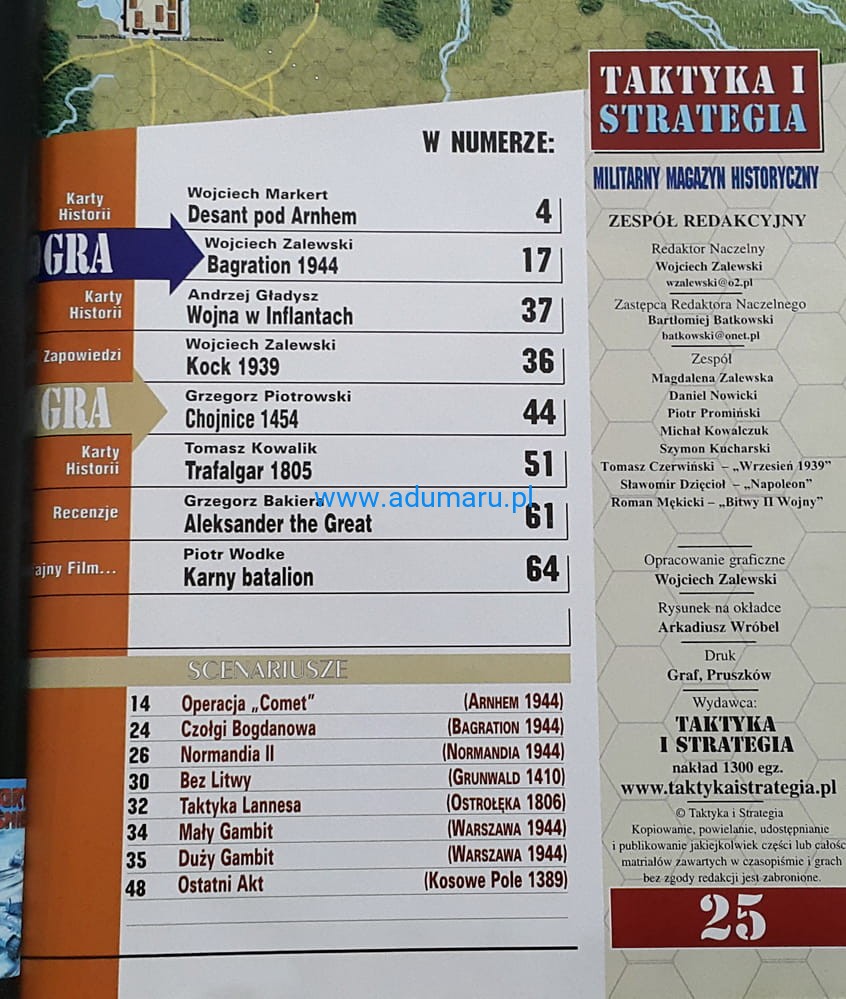 W NUMERZE:
Karty
Historii
Wojciech Markert
Desant pod Arnhem
4
GRA
Wojciech Zalewski
Bagration 1944
17
Karty
Historii
Andrzej Gładysz
Wojna w Inflantach
37
Zapowiedzi
Wojciech Zalewski
Kock 1939
36
GRA
Grzegorz Piotrowski
Chojnice 1454
44
Karty
Historii
Tomasz Kowalik
Trafalgar 1805
51
Recenzje
Grzegorz Bakiera
Aleksander the Great
61
www.adumaru.pl
ajny Film...
Piotr Wodke
Karny batalion
64
SCENARIUSZE
14 Operacja „Comet” (ARNHEM 1944)
24 Czołgi Bogdanowa (BAGRATION 1944)
26 Normandia II (NORMANDIA 1944)
30 Bez Litwy (GRUNWALD 1410)
32 Taktyka Lannesa (OSTROŁĘKA 1806)
34 Mały Gambit (WARSZAWA 1944)
35 Duży Gambit (WARSZAWA 1944)
48 Ostatni Akt (KOSOWE POLE 1389)
TAKTYKA I
STRATEGIA
MILITARNY MAGAZYN HISTORYCZNY
ZESPÓŁ REDAKCYJNY
Redaktor Naczelny
Wojciech Zalewski
wzalewski@o2.pl
Zastępca Redaktora Naczelnego
Bartłomiej Batkowski
batkowski@onet.pl
Zespół
Magdalena Zalewska
Daniel Nowicki
Piotr Promiński
Michał Kowalczuk
Szymon Kucharski
Tomasz Czerwiński – „Wrzesień 1939”
Sławomir Dzięcioł – „Napoleon”
Roman Mękicki – „Bitwy II Wojny”
Opracowanie graficzne
Wojciech Zalewski
Rysunek na okładce
Arkadiusz Wróbel
Druk
Graf, Pruszków
Wydawca:
TAKTYKA
I STRATEGIA
nakład 1300 egz.
www.taktykaistrategia.pl
© Taktyka i Strategia
Kopiowanie, powielanie, udostępnianie
i publikowanie jakiejkolwiek części lub całośc
matriałów zawartych w czasopiśmie i grach
bez zgody redakcji jest zabronione.
25